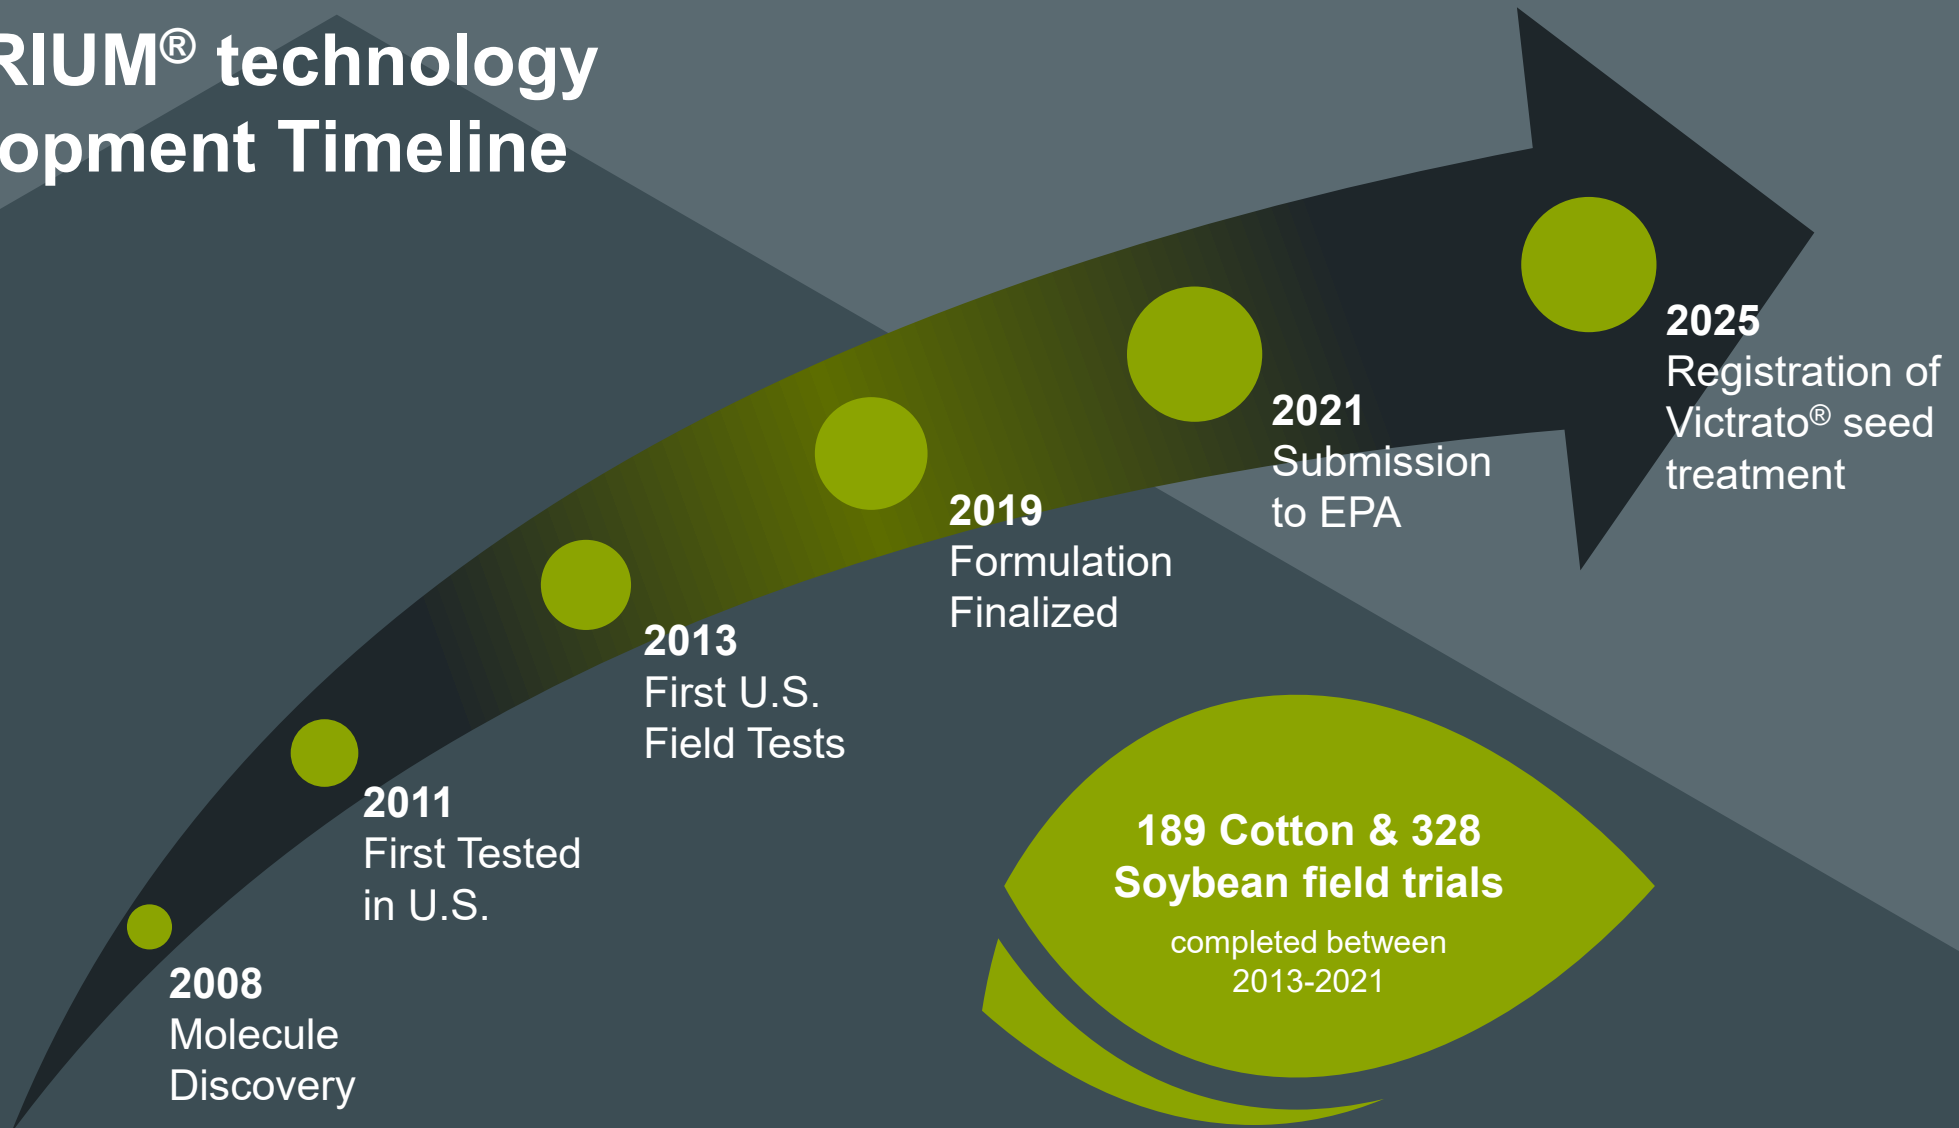 RIUM® technology
opment Timeline
2025
Registration of
Victrato® seed
treatment
2021
Submission
to EPA
2019
Formulation
Finalized
2013
First U.S.
Field Tests
2011
First Tested
in U.S.
2008
Molecule
Discovery
189 Cotton & 328
Soybean field trials
completed between
2013-2021